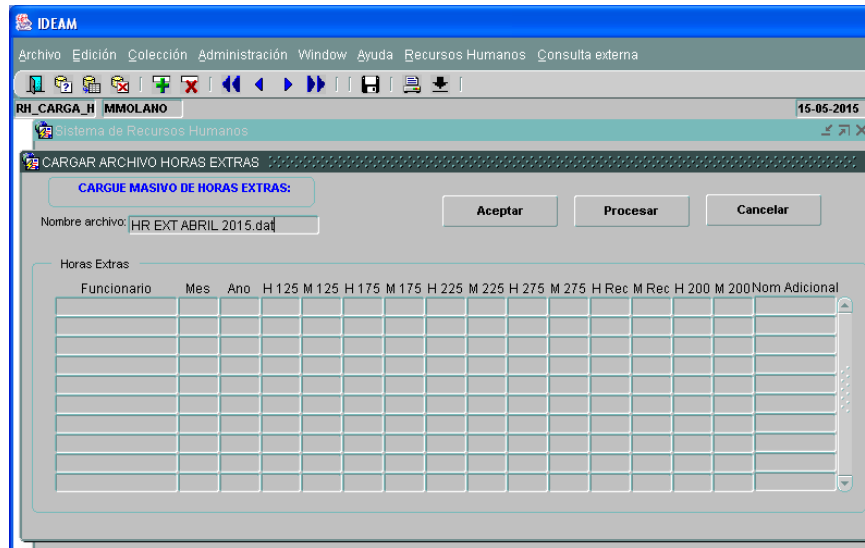 IDEAM
Archivo Edición Colección Administración Window Ayuda Recursos Humanos Consulta externa
RH_CARGA_H MMOLANO 15-05-2015
Sistema de Recursos Humanos
CARGAR ARCHIVO HORAS EXTRAS
CARGUE MASIVO DE HORAS EXTRAS:
Aceptar Procesar Cancelar
Nombre archivo: HR EXT ABRIL 2015.dat
Horas Extras
Funcionario Mes Ano H 125 M 125 H 175 M 175 H 225 M 225 H 275 M 275 H Rec M Rec H 200 M 200 Nom Adicional